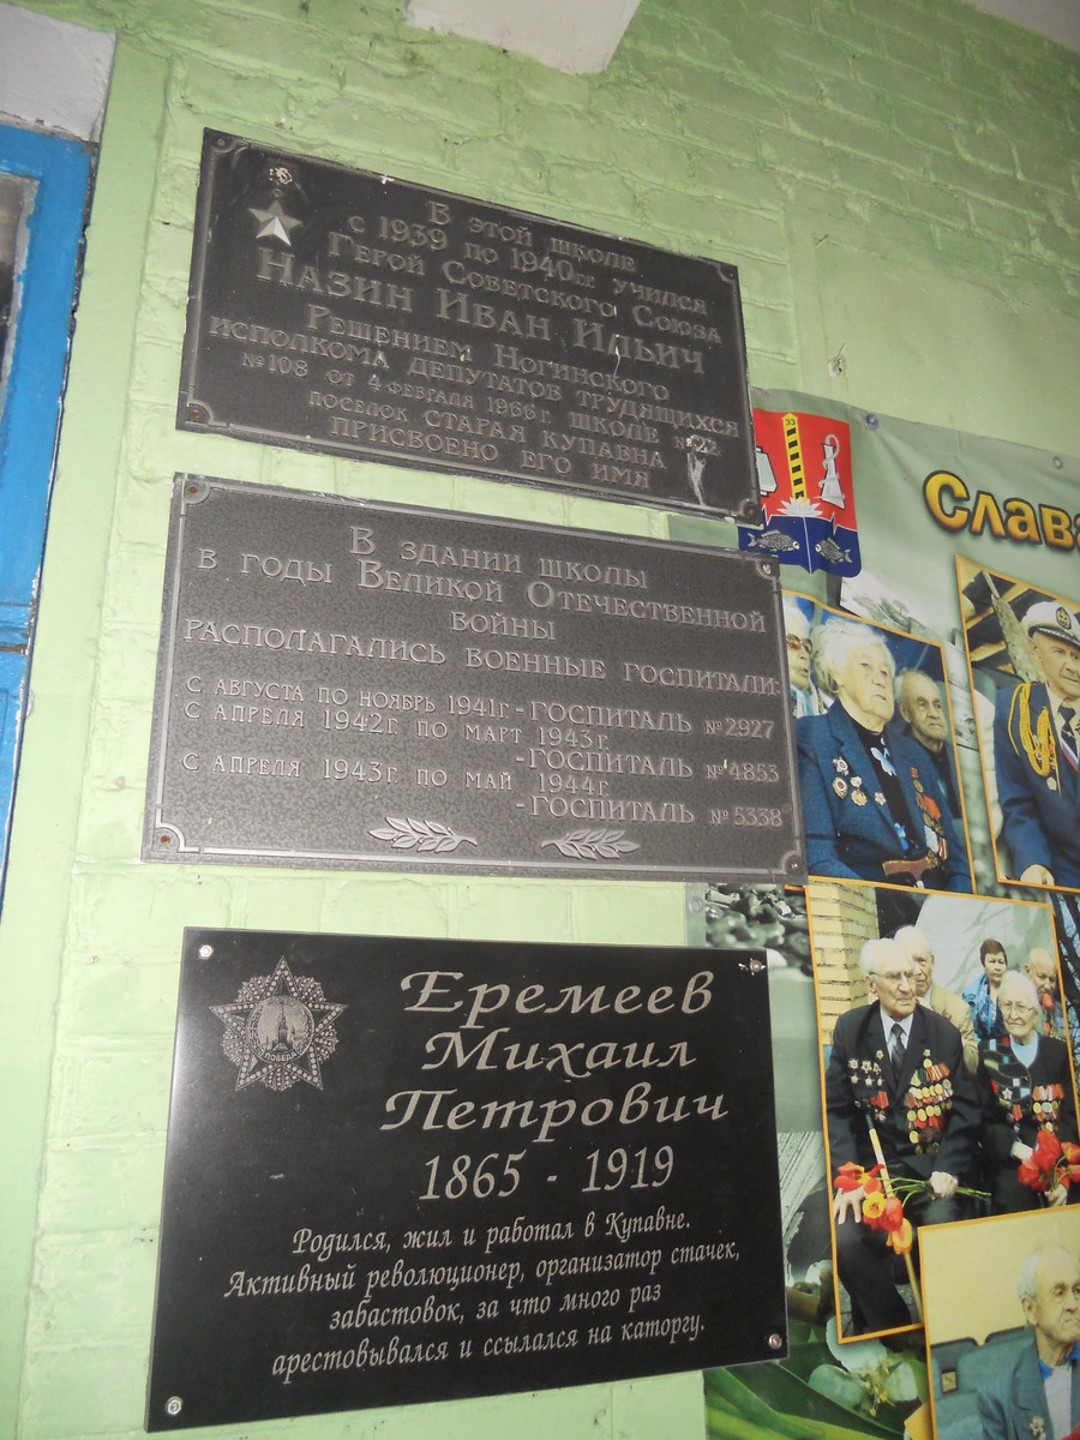 В этой школе
с 1939 по 1940гг. учился
Герой Советского Союза
Назин Иван Ильич
Решением Ногинского
исполкома депутатов трудящихся
№108 от 4 февраля 1966г. школе №22
поселок Старая Купавна
присвоено его имя
В здании школы
в годы Великой Отечественной
войны
располагались военные госпитали:
с августа по ноябрь 1941г.-госпиталь №2927
с апреля 1942г. по март 1943г.
-госпиталь №4853
с апреля 1943г. по май 1944г.
-госпиталь №5338
ПОБЕДА
Еремеев
Михаил
Петрович
1865 - 1919
Родился, жил и работал в Купавне.
Активный революционер, организатор стачек,
забастовок, за что много раз
арестовывался и ссылался на каторгу.
33
Слава